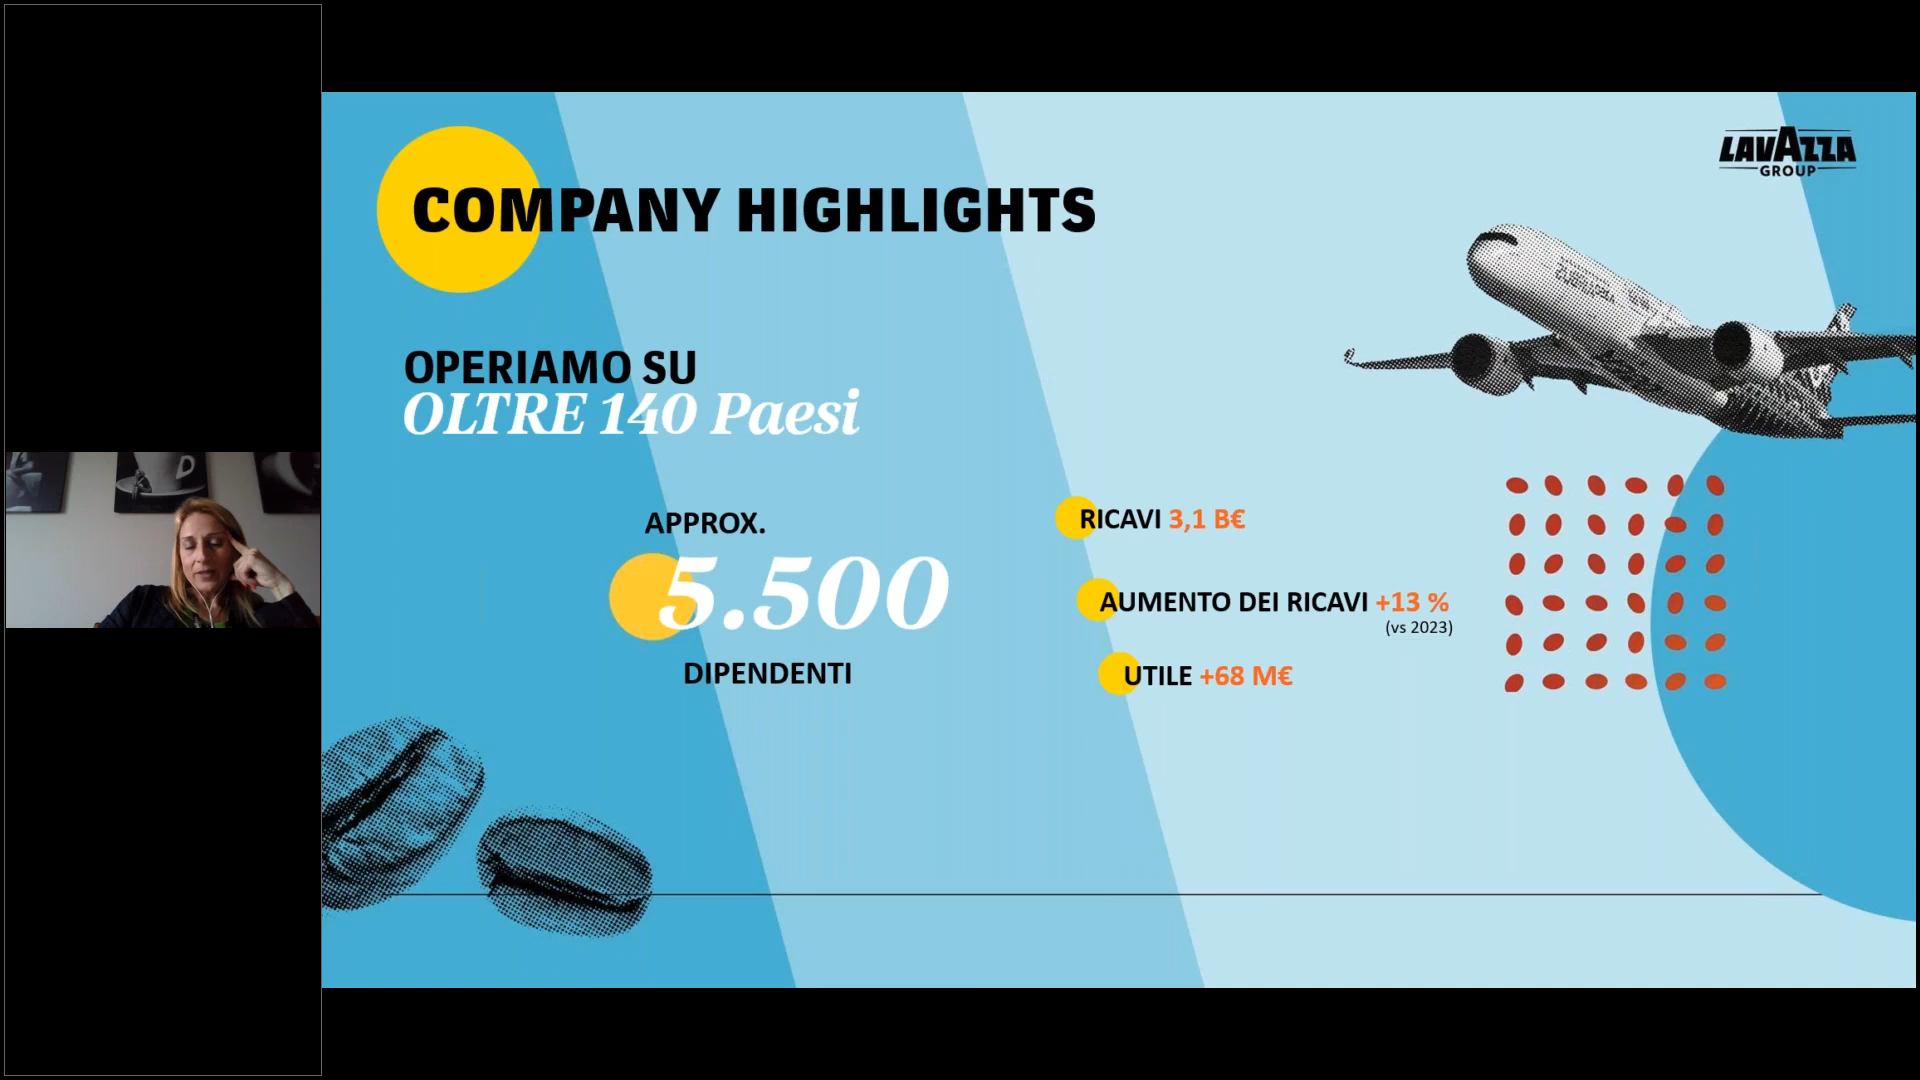 LAVAZZA
GROUP
COMPANY HIGHLIGHTS
OPERIAMO SU
OLTRE 140 Paesi
APPROX.
5.500
DIPENDENTI
RICAVI 3,1 B€
AUMENTO DEI RICAVI +13 %
(vs 2023)
UTILE +68 M€